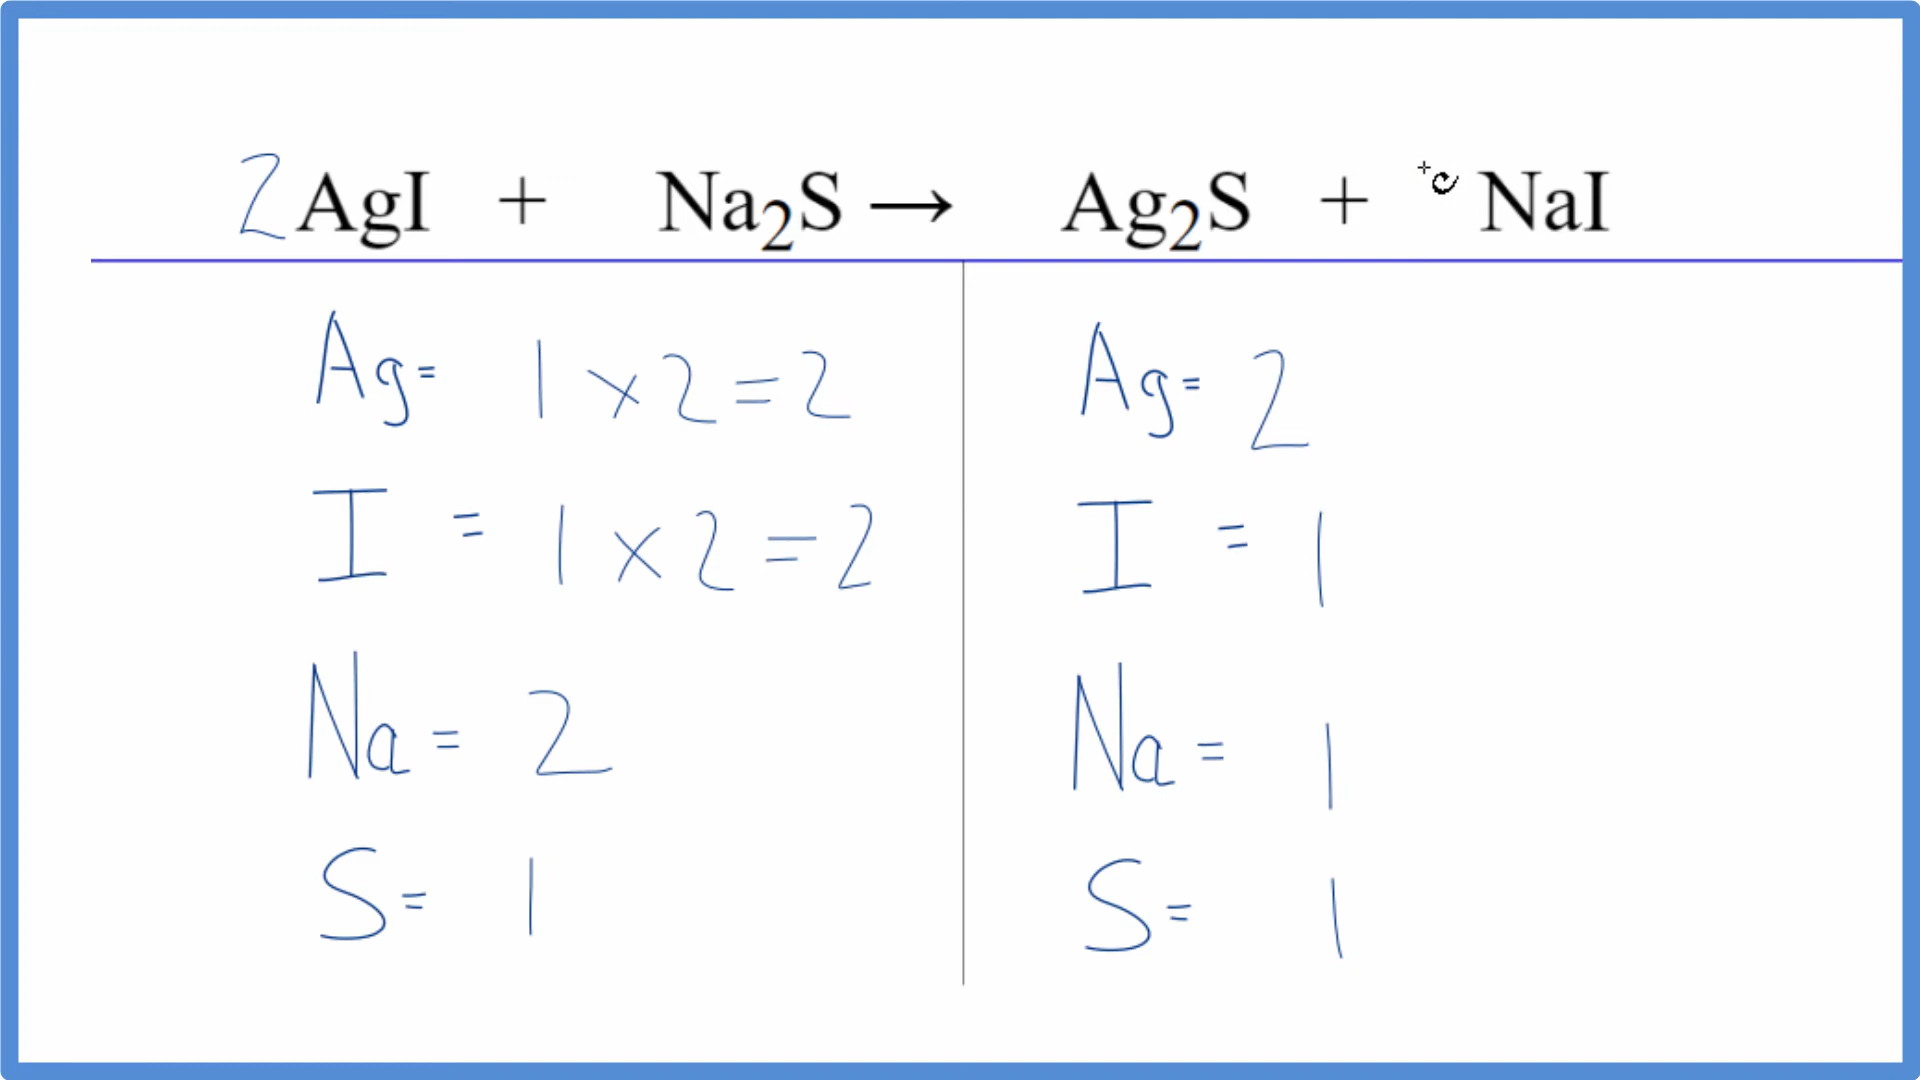 2AgI + Na₂S → Ag₂S + NaI
Ag= 1 x 2 = 2
I = 1 x 2 = 2
Na = 2
S= 1
Ag= 2
I = 1
Na = 1
S= 1